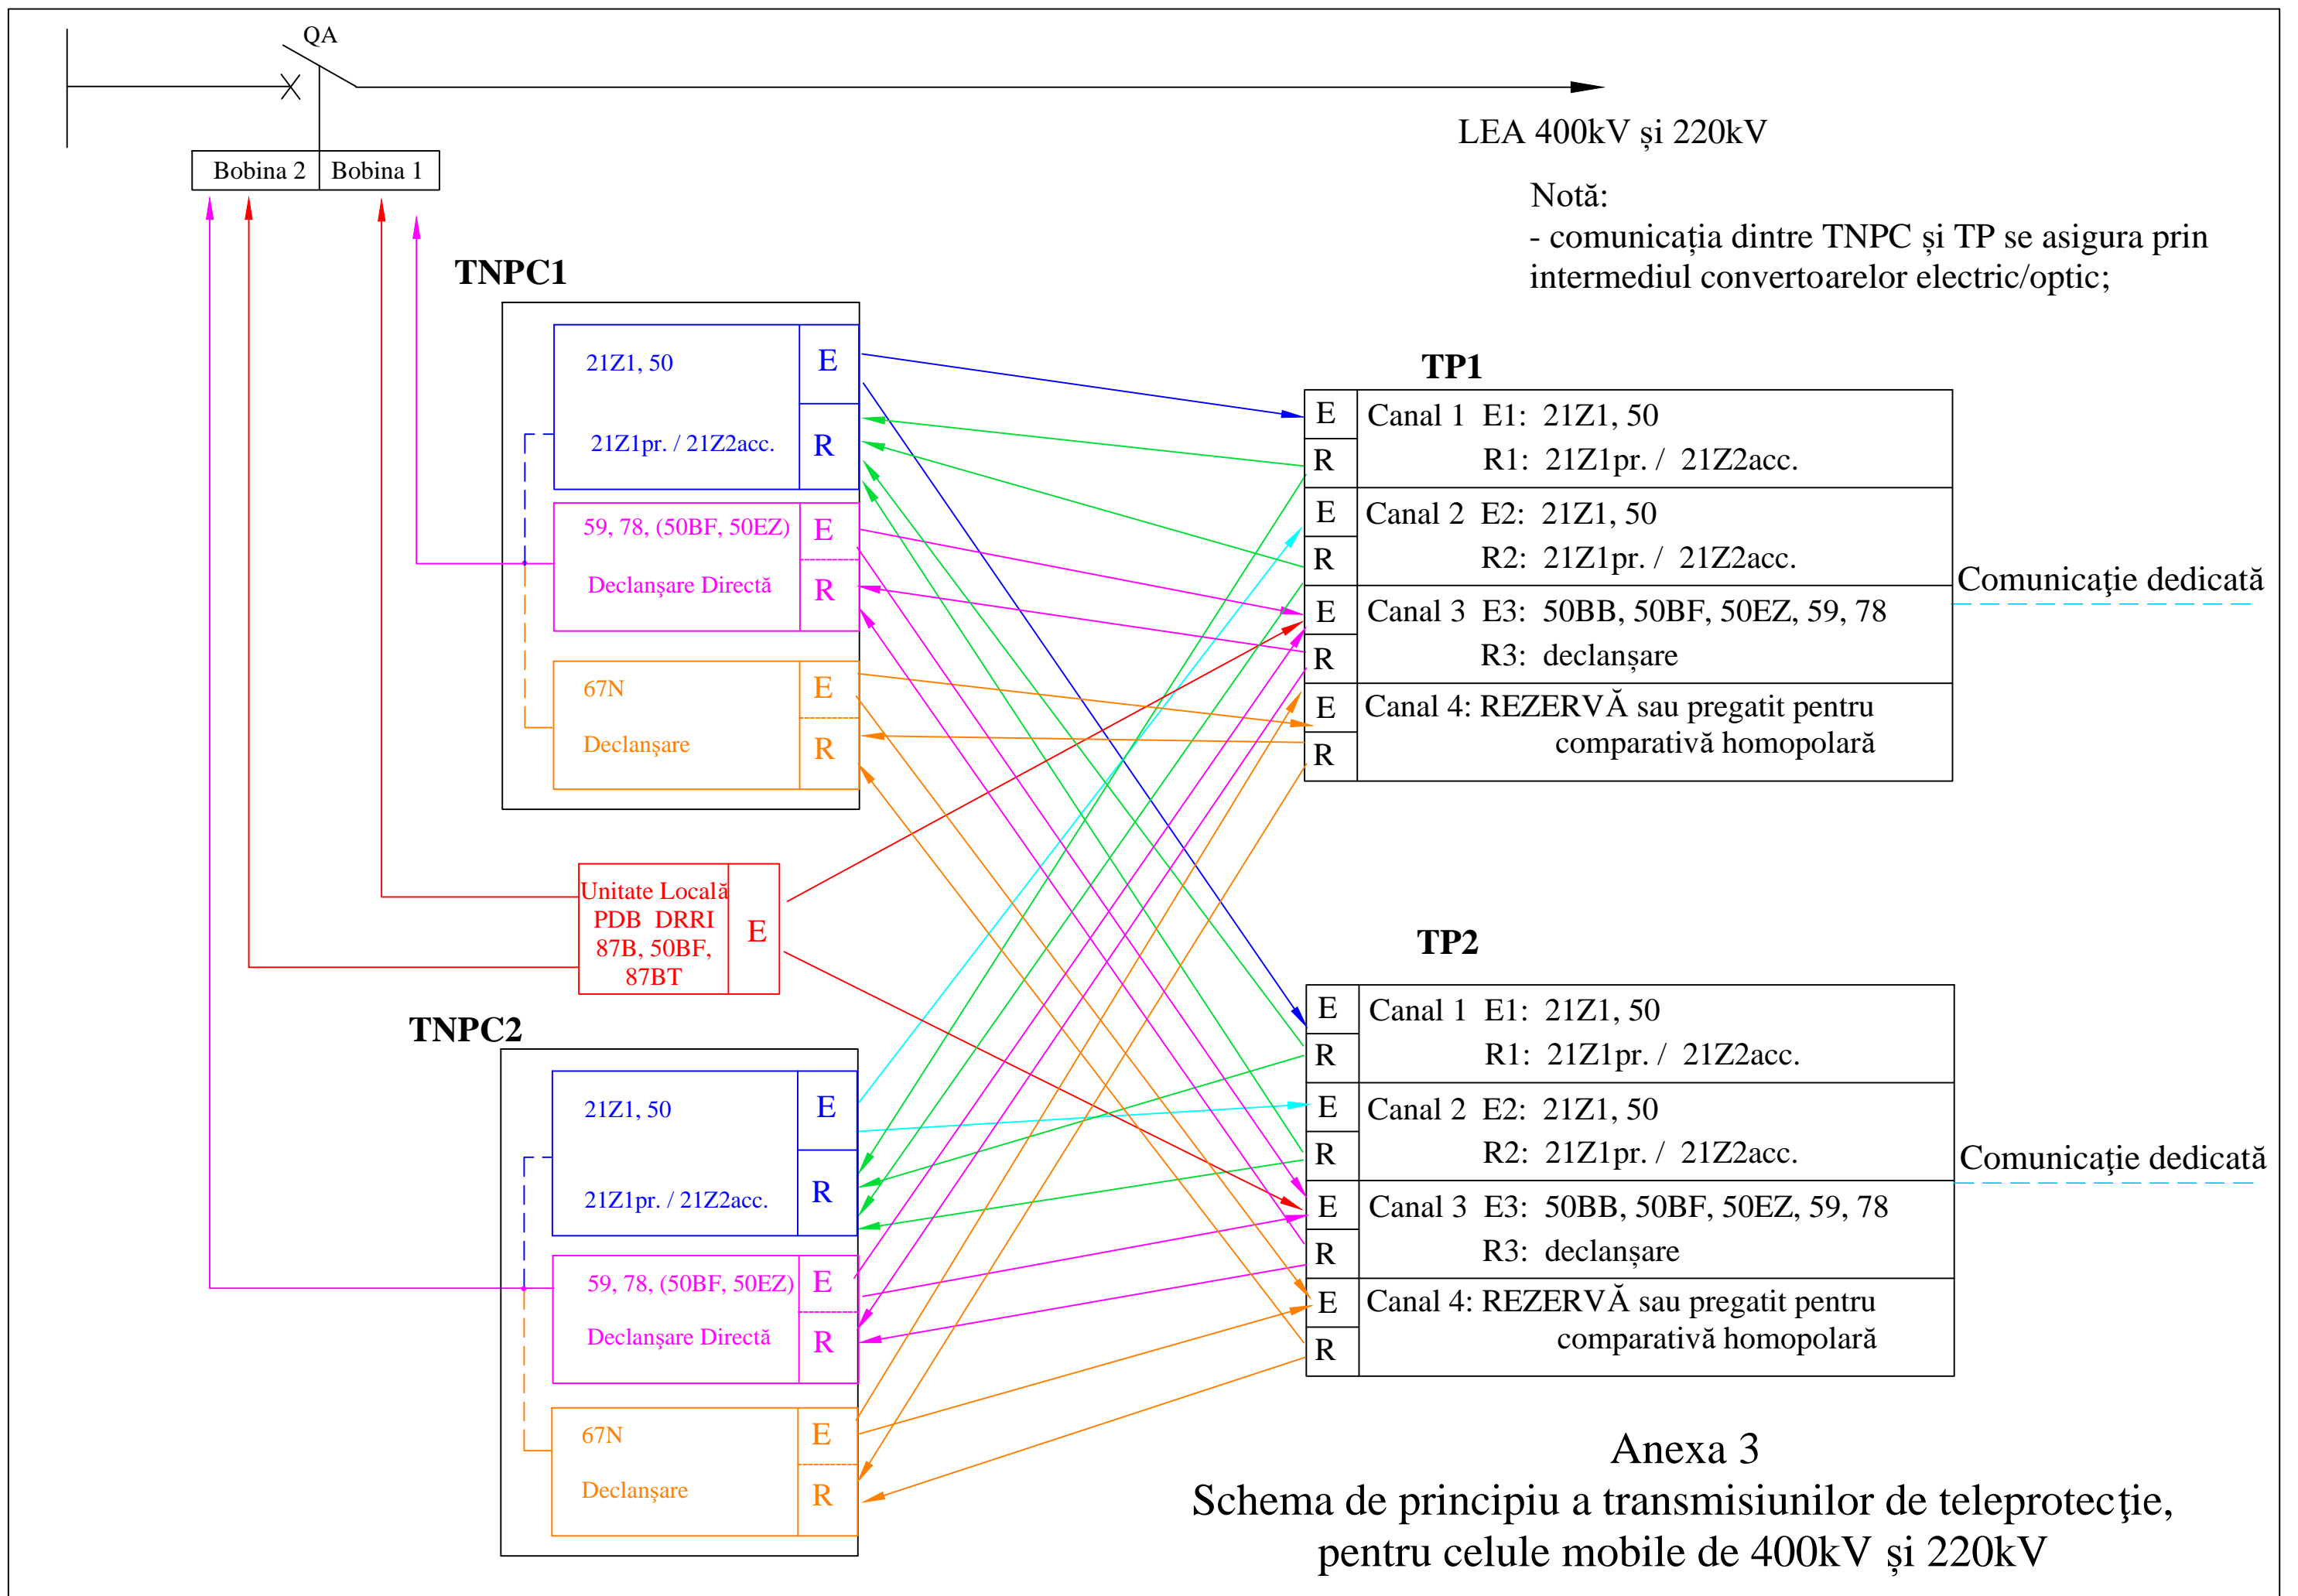 QA
Bobina 2
Bobina 1
LEA 400kV și 220kV
Notă:
- comunicația dintre TNPC și TP se asigura prin
intermediul convertoarelor electric/optic;
TNPC1
21Z1, 50
E
21Z1pr. / 21Z2acc.
R
59, 78, (50BF, 50EZ)
E
Declanșare Directă
R
67N
E
Declanșare
R
TP1
E
Canal 1 E1: 21Z1, 50
R
R1: 21Z1pr. / 21Z2acc.
E
Canal 2 E2: 21Z1, 50
R
R2: 21Z1pr. / 21Z2acc.
E
Canal 3 E3: 50BB, 50BF, 50EZ, 59, 78
R
R3: declanșare
E
Canal 4: REZERVĂ sau pregatit pentru
comparativă homopolară
R
Comunicaţie dedicată
Unitate Locală
PDB DRRI
87B, 50BF,
87BT
E
TNPC2
21Z1, 50
E
21Z1pr. / 21Z2acc.
R
59, 78, (50BF, 50EZ)
E
Declanșare Directă
R
67N
E
Declanşare
R
TP2
E
Canal 1 E1: 21Z1, 50
R
R1: 21Z1pr. / 21Z2acc.
E
Canal 2 E2: 21Z1, 50
R
R2: 21Z1pr. / 21Z2acc.
E
Canal 3 E3: 50BB, 50BF, 50EZ, 59, 78
R
R3: declanșare
E
Canal 4: REZERVĂ sau pregatit pentru
comparativă homopolară
R
Comunicaţie dedicată
Anexa 3
Schema de principiu a transmisiunilor de teleprotecţie,
pentru celule mobile de 400kV și 220kV